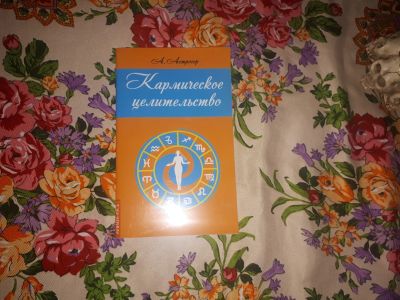 А. Астрогор
Кармическое
целительство